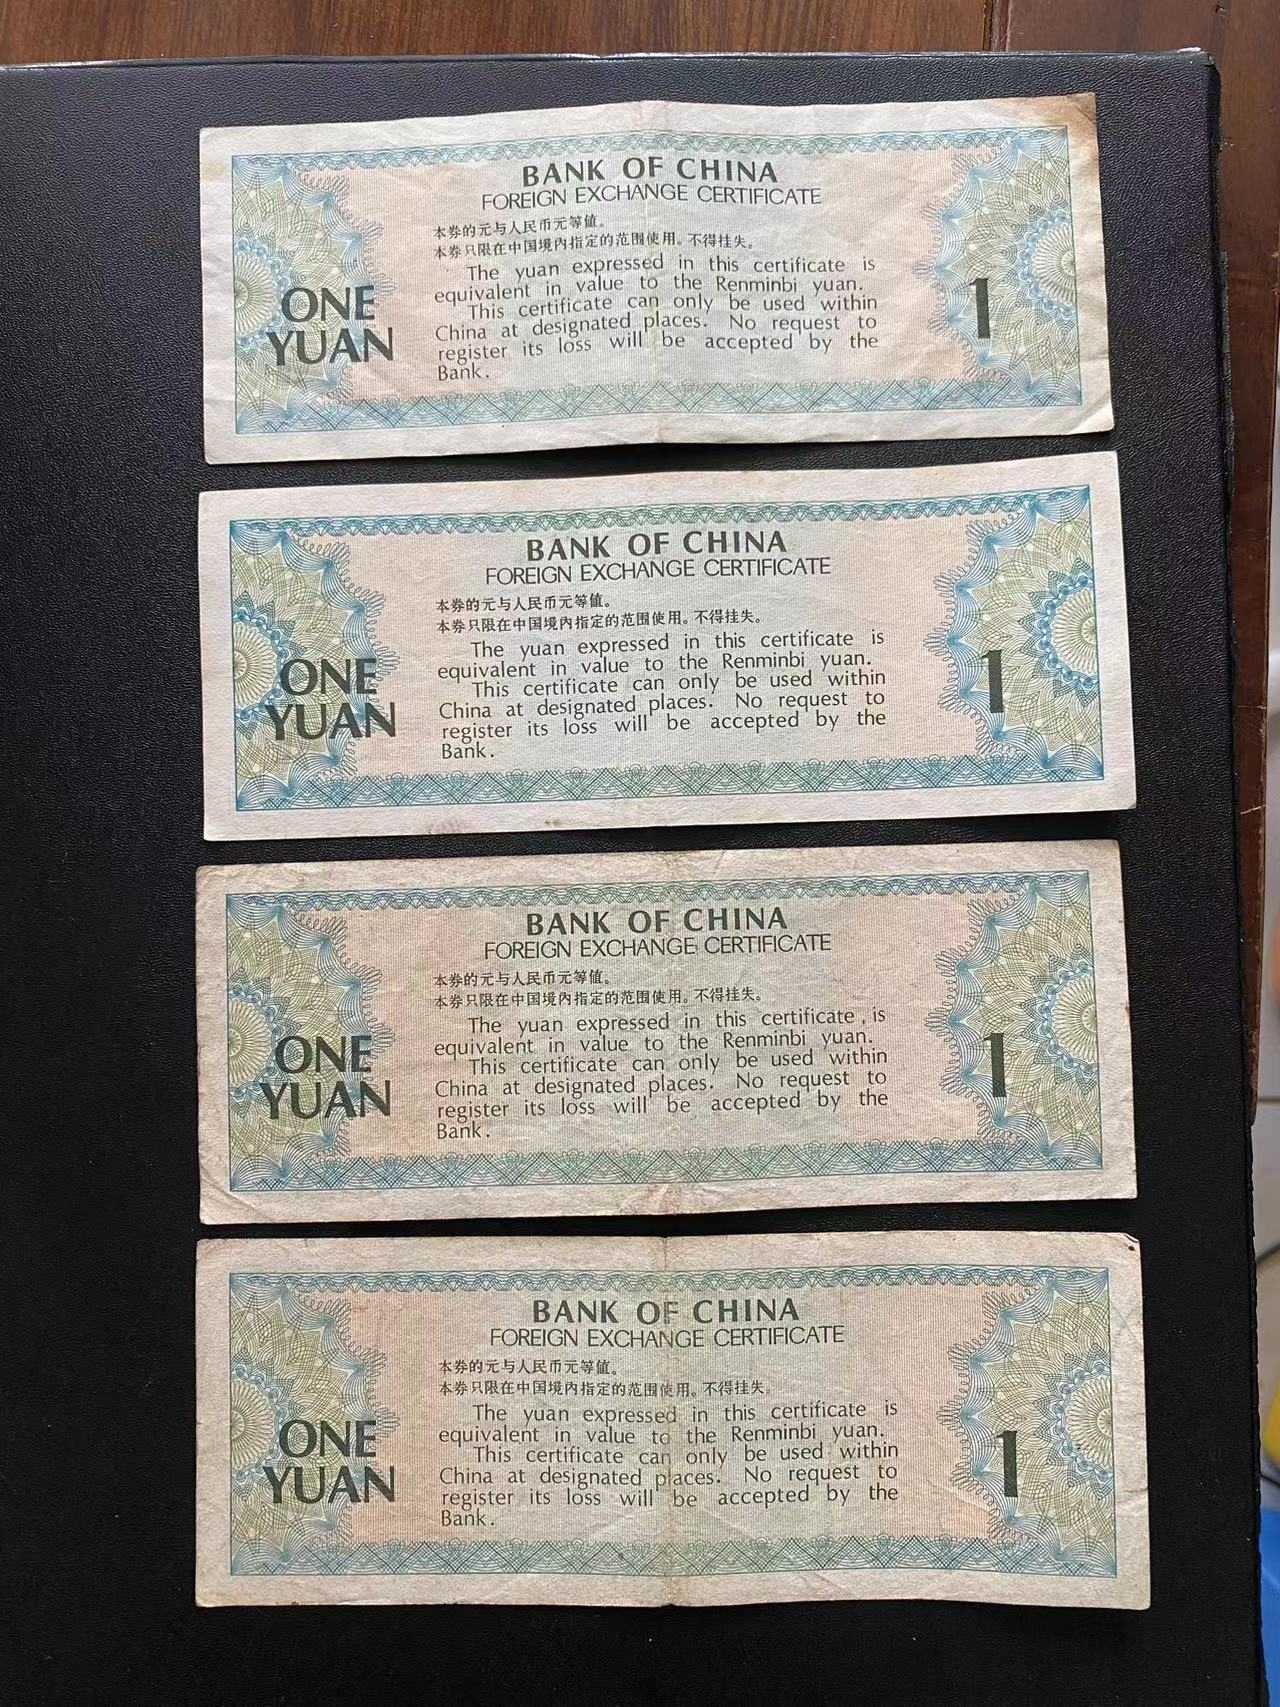 BANK OF CHINA
FOREIGN EXCHANGE CERTIFICATE
本券的元与人民币元等值。
本券只限在中国境内指定的范围使用。不得挂失。
The yuan expressed in this certificate is
equivalent in value to the Renminbi yuan.
This certificate can only be used within
China at designated places. No request to
register its loss will be accepted by the
Bank.
ONE
YUAN
1
BANK OF CHINA
FOREIGN EXCHANGE CERTIFICATE
本券的元与人民币元等值。
本券只限在中国境内指定的范围使用。不得挂失。
The yuan expressed in this certificate is
equivalent in value to the Renminbi yuan.
This certificate can only be used within
China at designated places. No request to
register its loss will be accepted by the
Bank.
ONE
YUAN
1
BANK OF CHINA
FOREIGN EXCHANGE CERTIFICATE
本券的元与人民币元等值。
本券只限在中国境内指定的范围使用。不得挂失。
The yuan expressed in this certificate is
equivalent in value to the Renminbi yuan.
This certificate can only be used within
China at designated places. No request to
register its loss will be accepted by the
Bank.
ONE
YUAN
1
BANK OF CHINA
FOREIGN EXCHANGE CERTIFICATE
本券的元与人民币元等值。
本券只限在中国境内指定的范围使用。不得挂失。
The yuan expressed in this certificate is
equivalent in value to the Renminbi yuan.
This certificate can only be used within
China at designated places. No request to
register its loss will be accepted by the
Bank.
ONE
YUAN
1